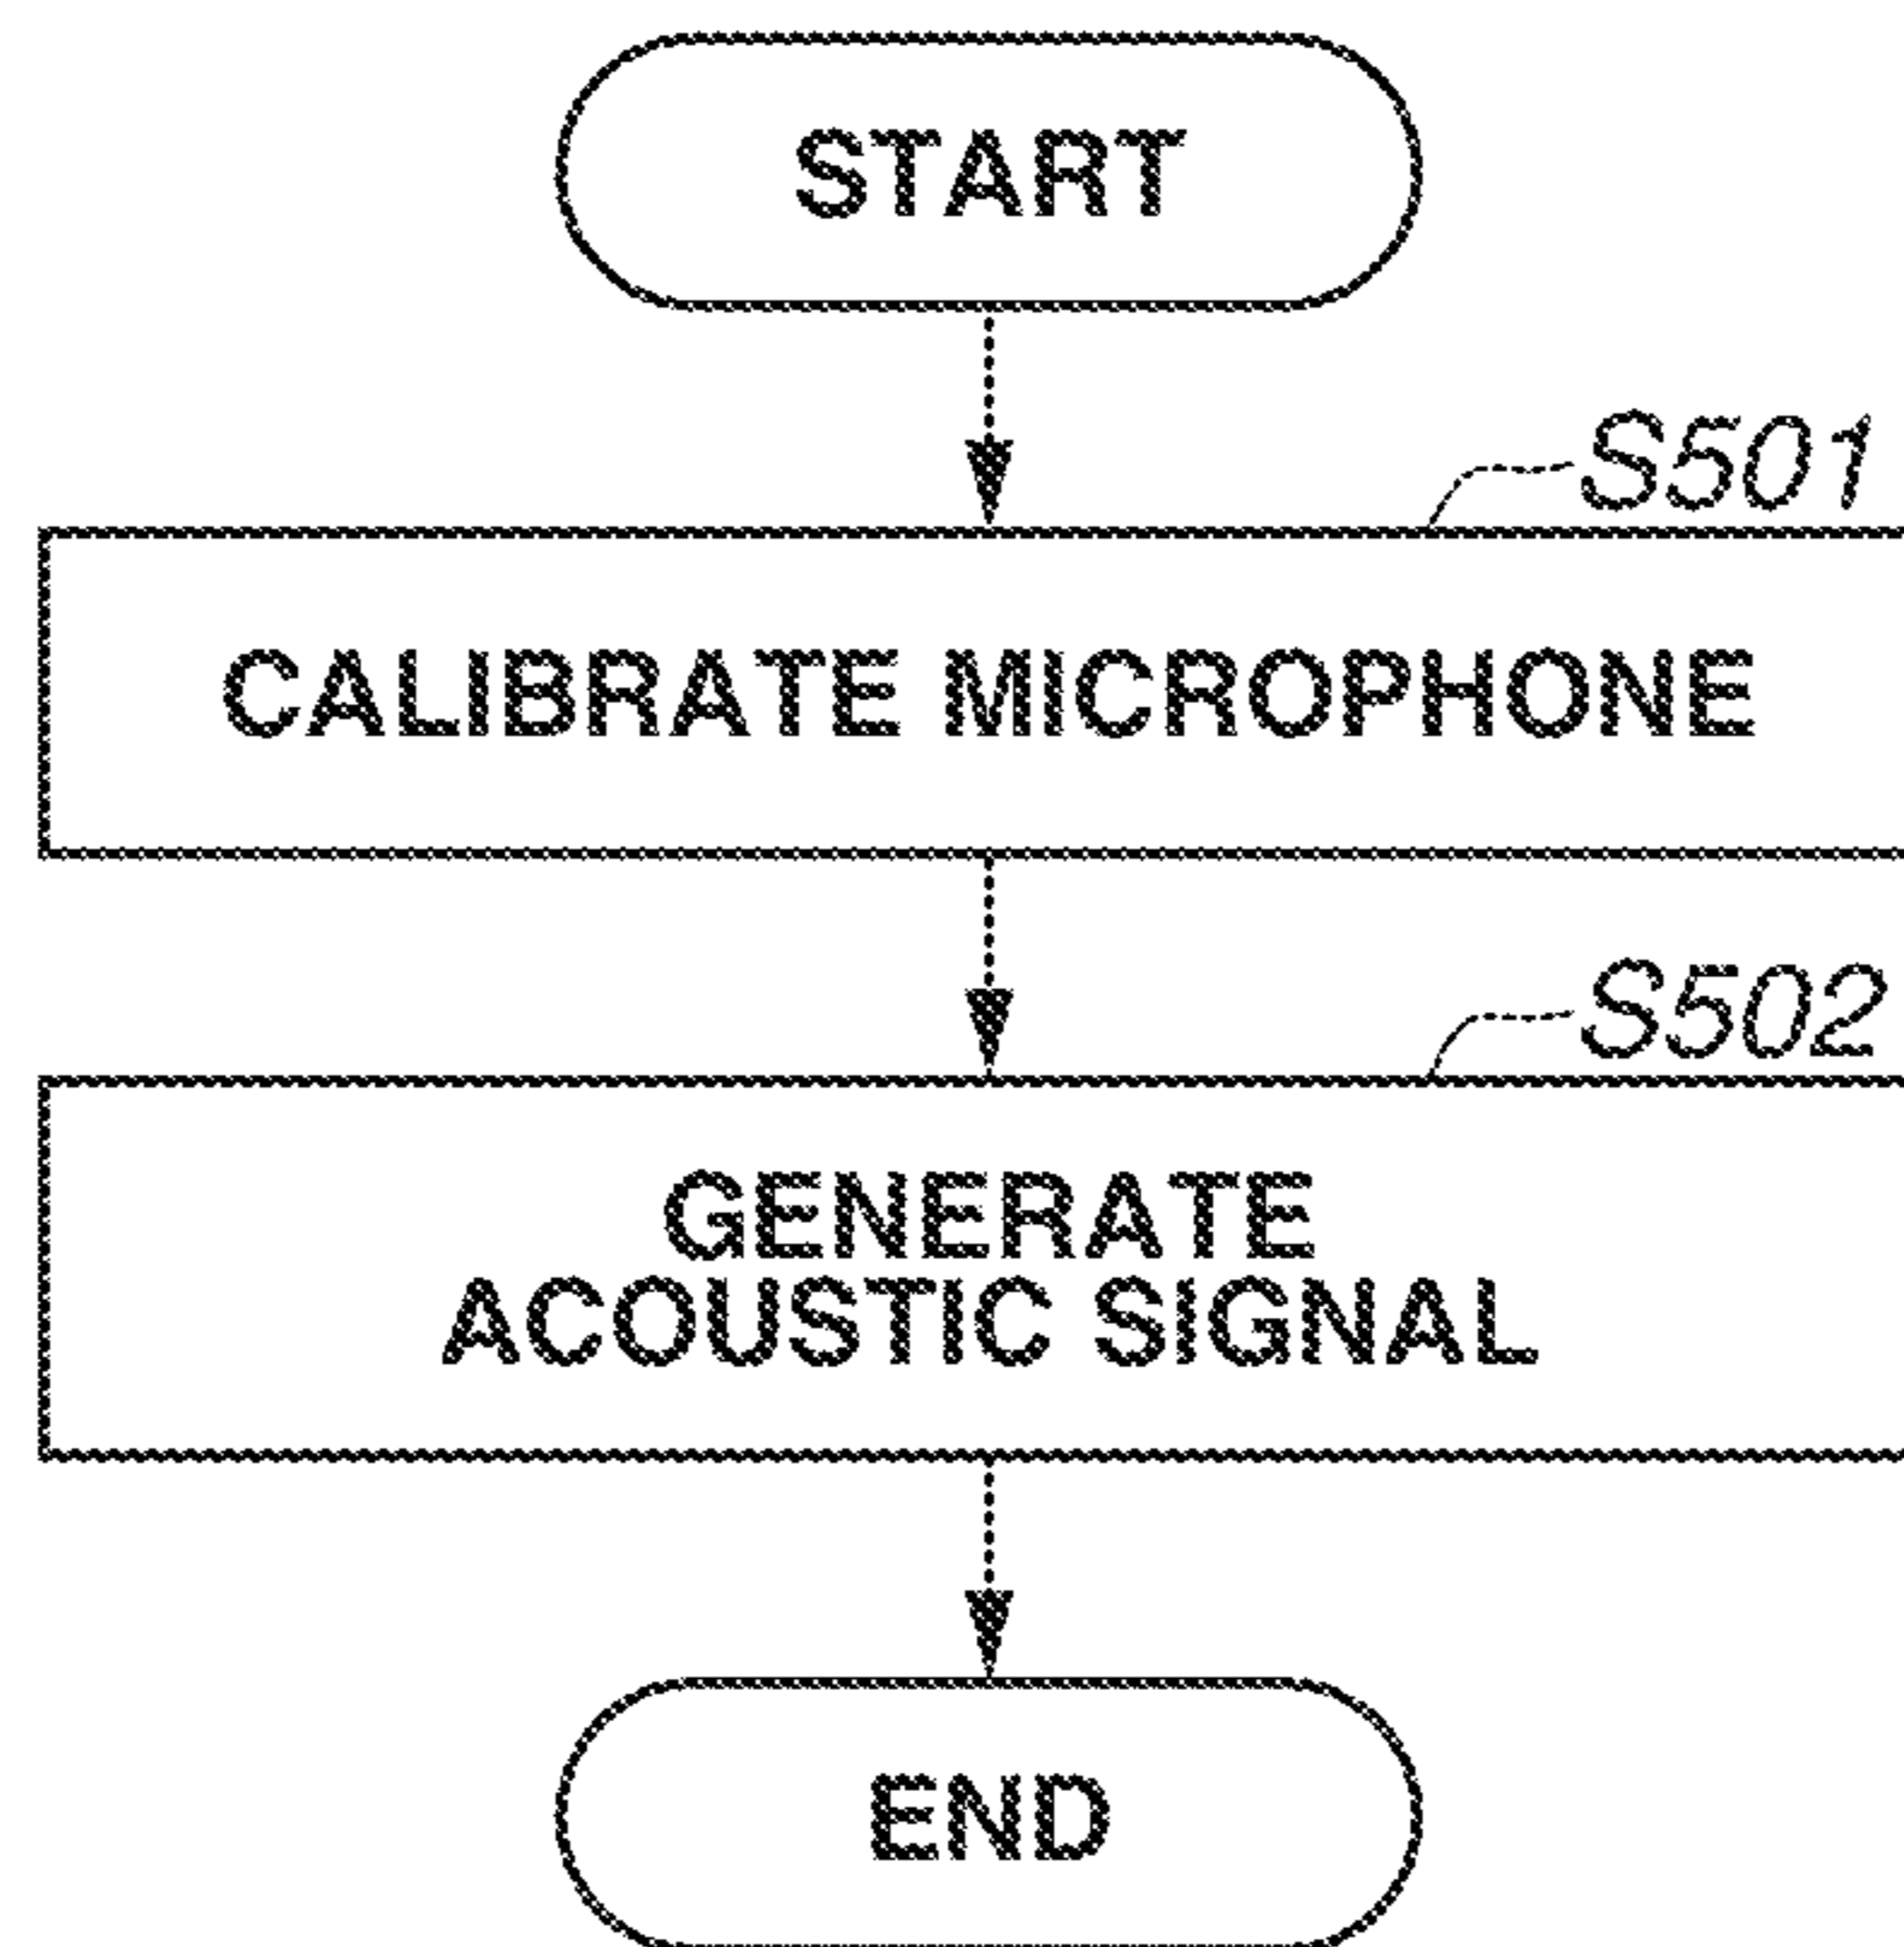 START
S501
CALIBRATE MICROPHONE
S502
GENERATE
ACOUSTIC SIGNAL
END